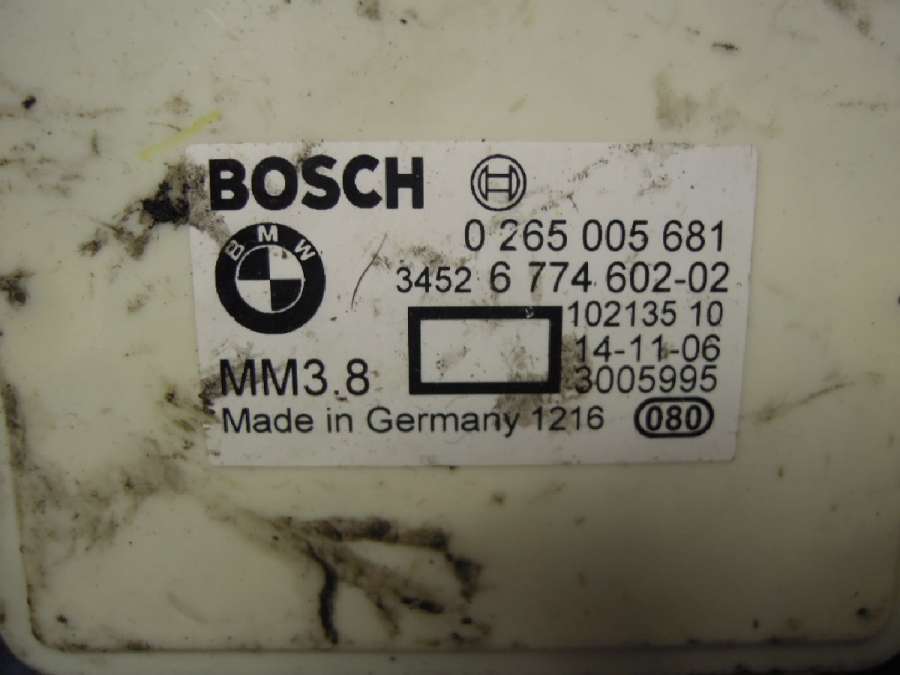 BOSCH
BMW
0 265 005 681
3452 6 774 602-02
102135 10
14-11-06
3005995
MM3.8
Made in Germany 1216
080